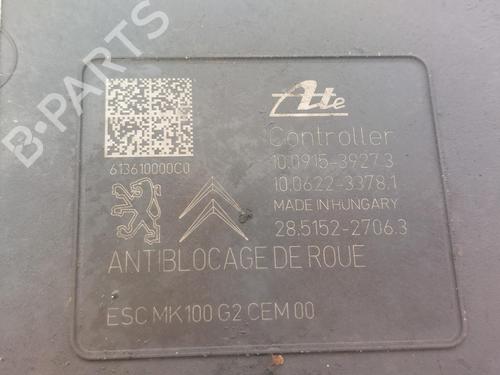 B-PARTS
Ate
Controller
10.0915-3927.3
613610000C0
10.0622-3378.1
MADE IN HUNGARY
28.5152-2706.3
ANTIBLOCAGE DE ROUE
ESC MK100 G2 CEM 00